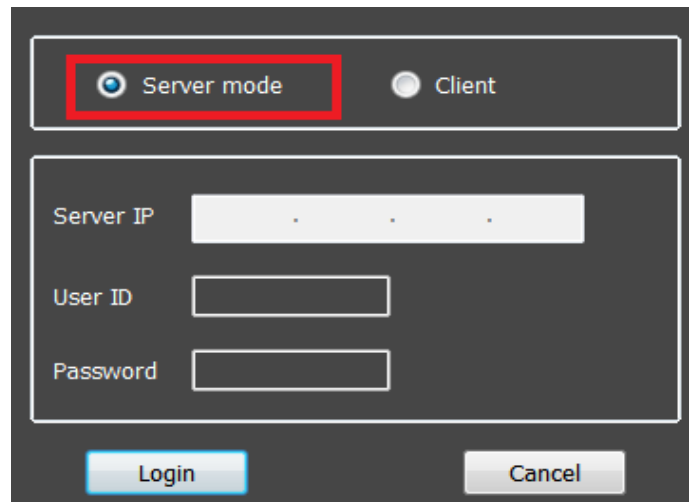 Server mode Client
Server IP . . .
User ID
Password
Login Cancel